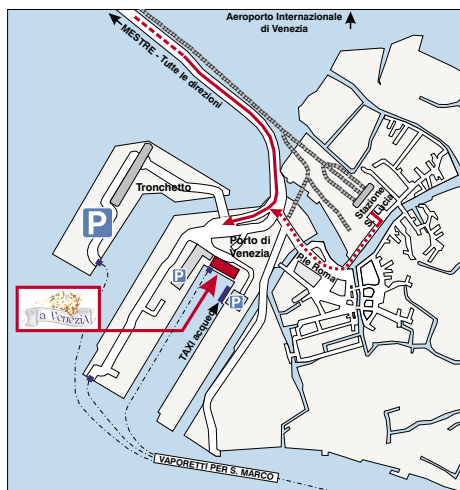 Aeroporto Internazionale
di Venezia
MESTRE - Tutte le direzioni
Tronchetto
P
Stazione
S. Lucia
Porto di
Venezia
P.le Roma
P
P
a Venezia
TAXI acqueo
VAPORETTI PER S. MARCO